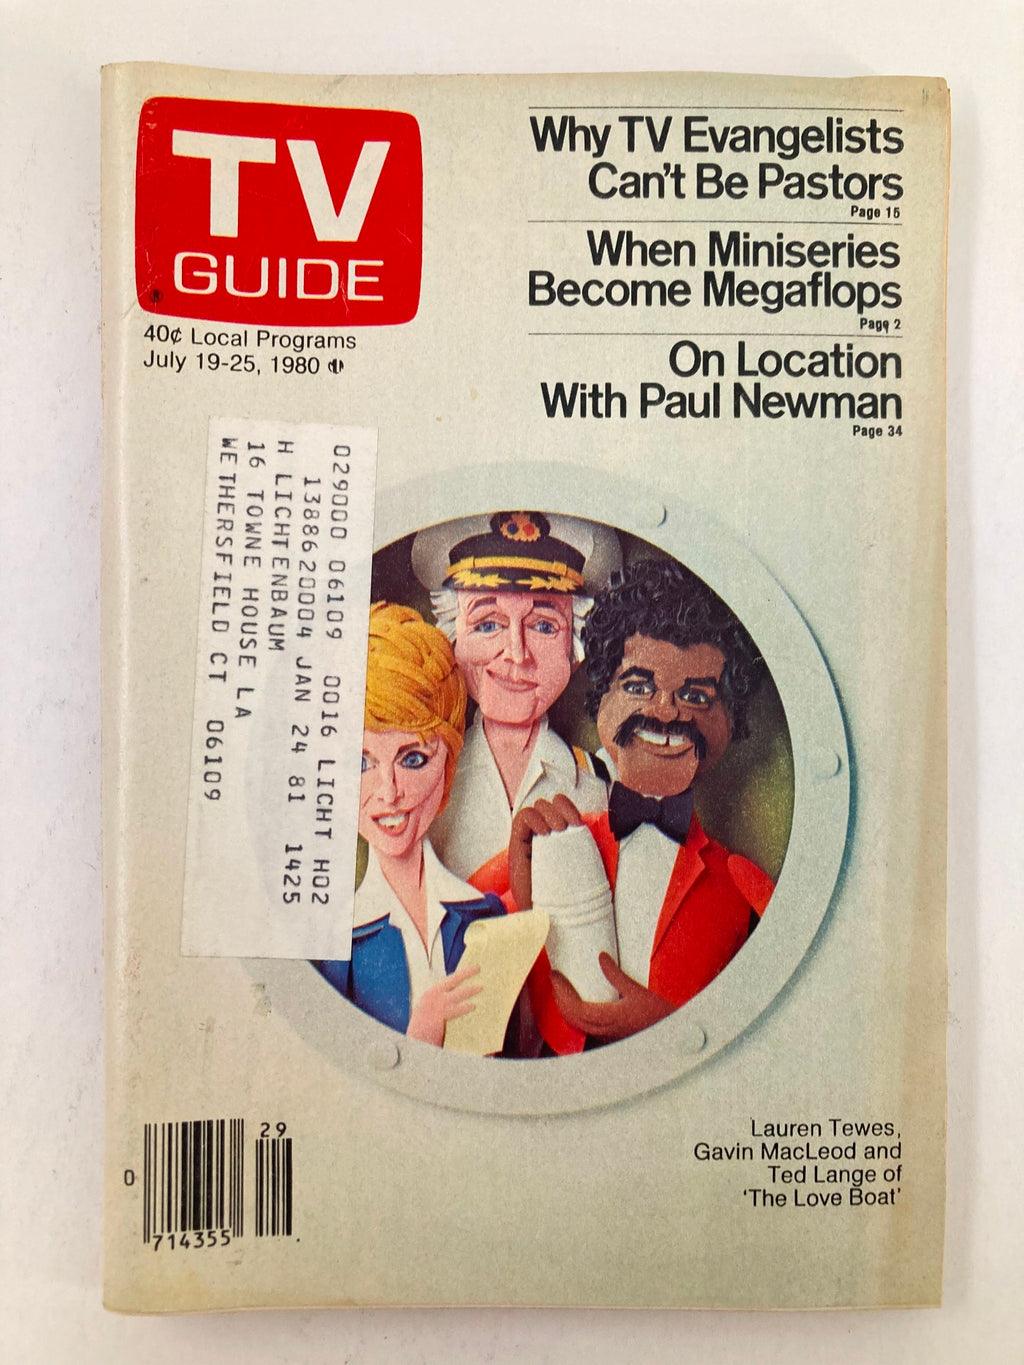 TV
GUIDE
®
40¢ Local Programs
July 19-25, 1980
Why TV Evangelists
Can't Be Pastors
Page 15
When Miniseries
Become Megaflops
Page 2
On Location
With Paul Newman
Page 34
029000 06109 0016 LICHT H02
1388620004 JAN 24 81 1425
H LICHTENBAUM
16 TOWNE HOUSE LA
WETHERSFIELD CT 06109
Lauren Tewes,
Gavin MacLeod and
Ted Lange of
'The Love Boat'
29
0
714355